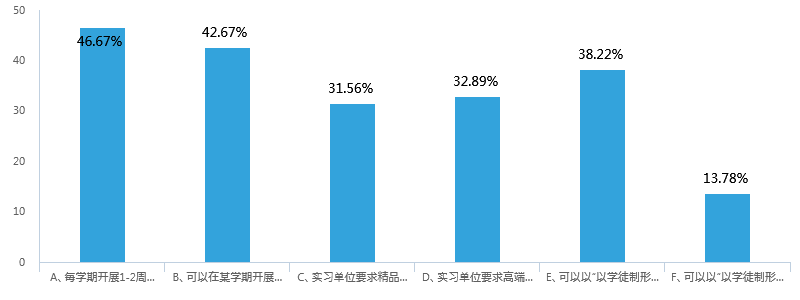 50
46.67%
42.67%
38.22%
40
32.89%
31.56%
30
20
13.78%
10
0
A、每学期开展1-2周...
B、可以在某学期开展...
C、实习单位要求精品...
D、实习单位要求高端...
E、可以以“以学徒制形...
F、可以以“以学徒制形...